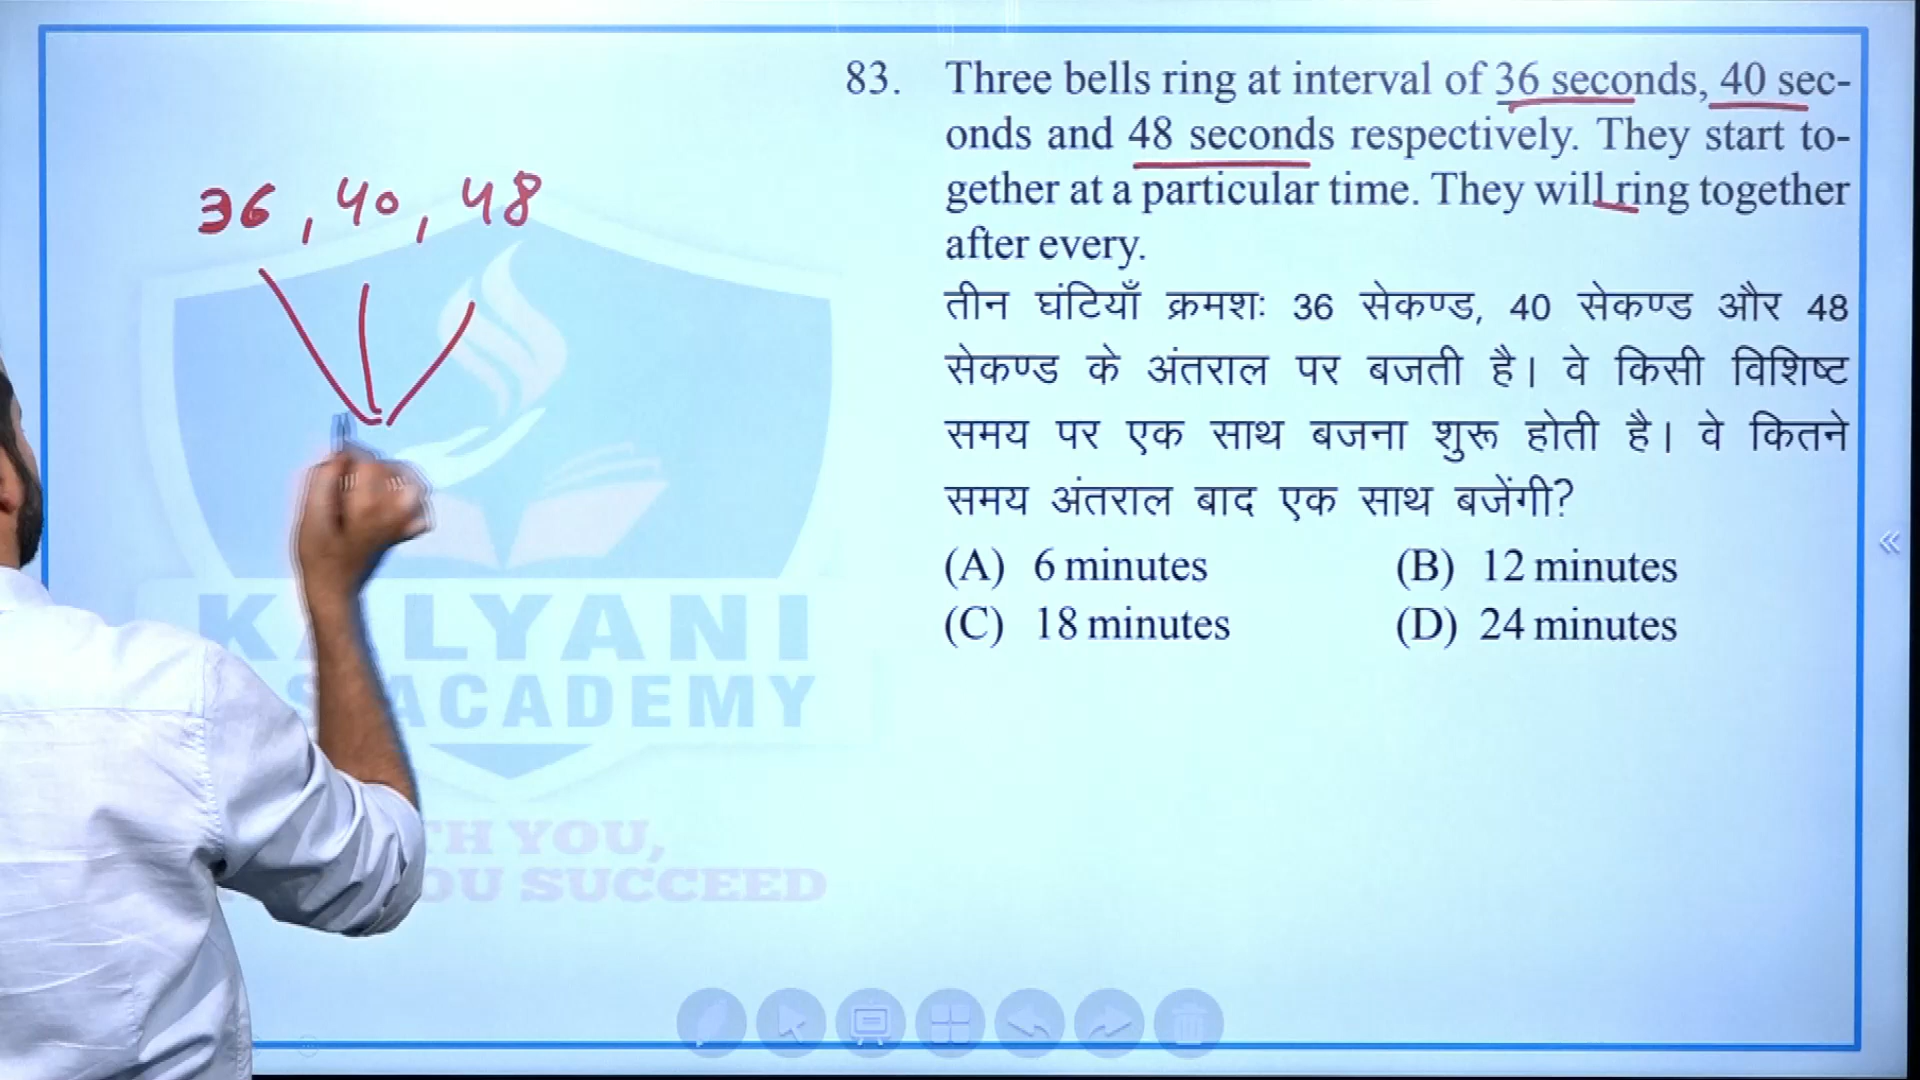 36, 40, 48
83. Three bells ring at interval of 36 seconds, 40 sec-
onds and 48 seconds respectively. They start to-
gether at a particular time. They will ring together
after every.
तीन घंटियाँ क्रमशः 36 सेकण्ड, 40 सेकण्ड और 48
सेकण्ड के अंतराल पर बजती है। वे किसी विशिष्ट
समय पर एक साथ बजना शुरू होती है। वे कितने
समय अंतराल बाद एक साथ बजेंगी?
(A) 6 minutes (B) 12 minutes
(C) 18 minutes (D) 24 minutes
ACADEMY
YOU,
SUCCEED